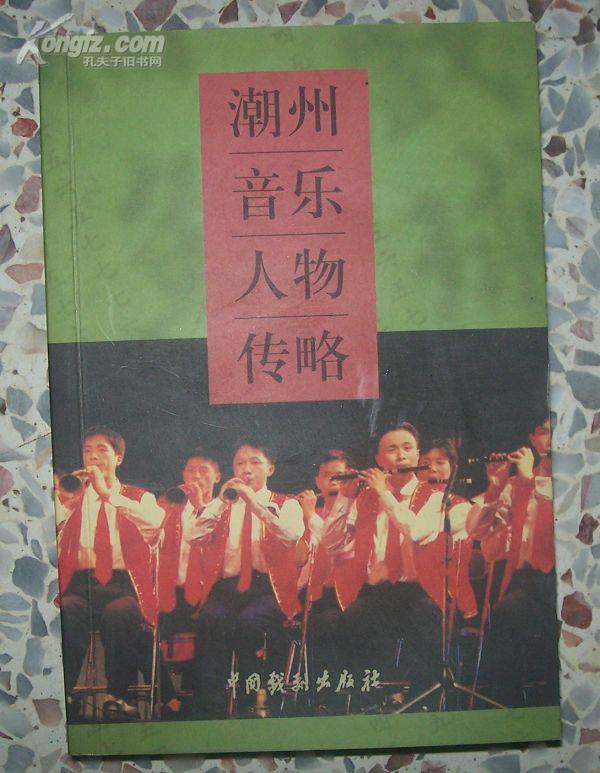 Kongfz.com
孔夫子旧书网
潮州
音乐
人物
传略
中国戏剧出版社